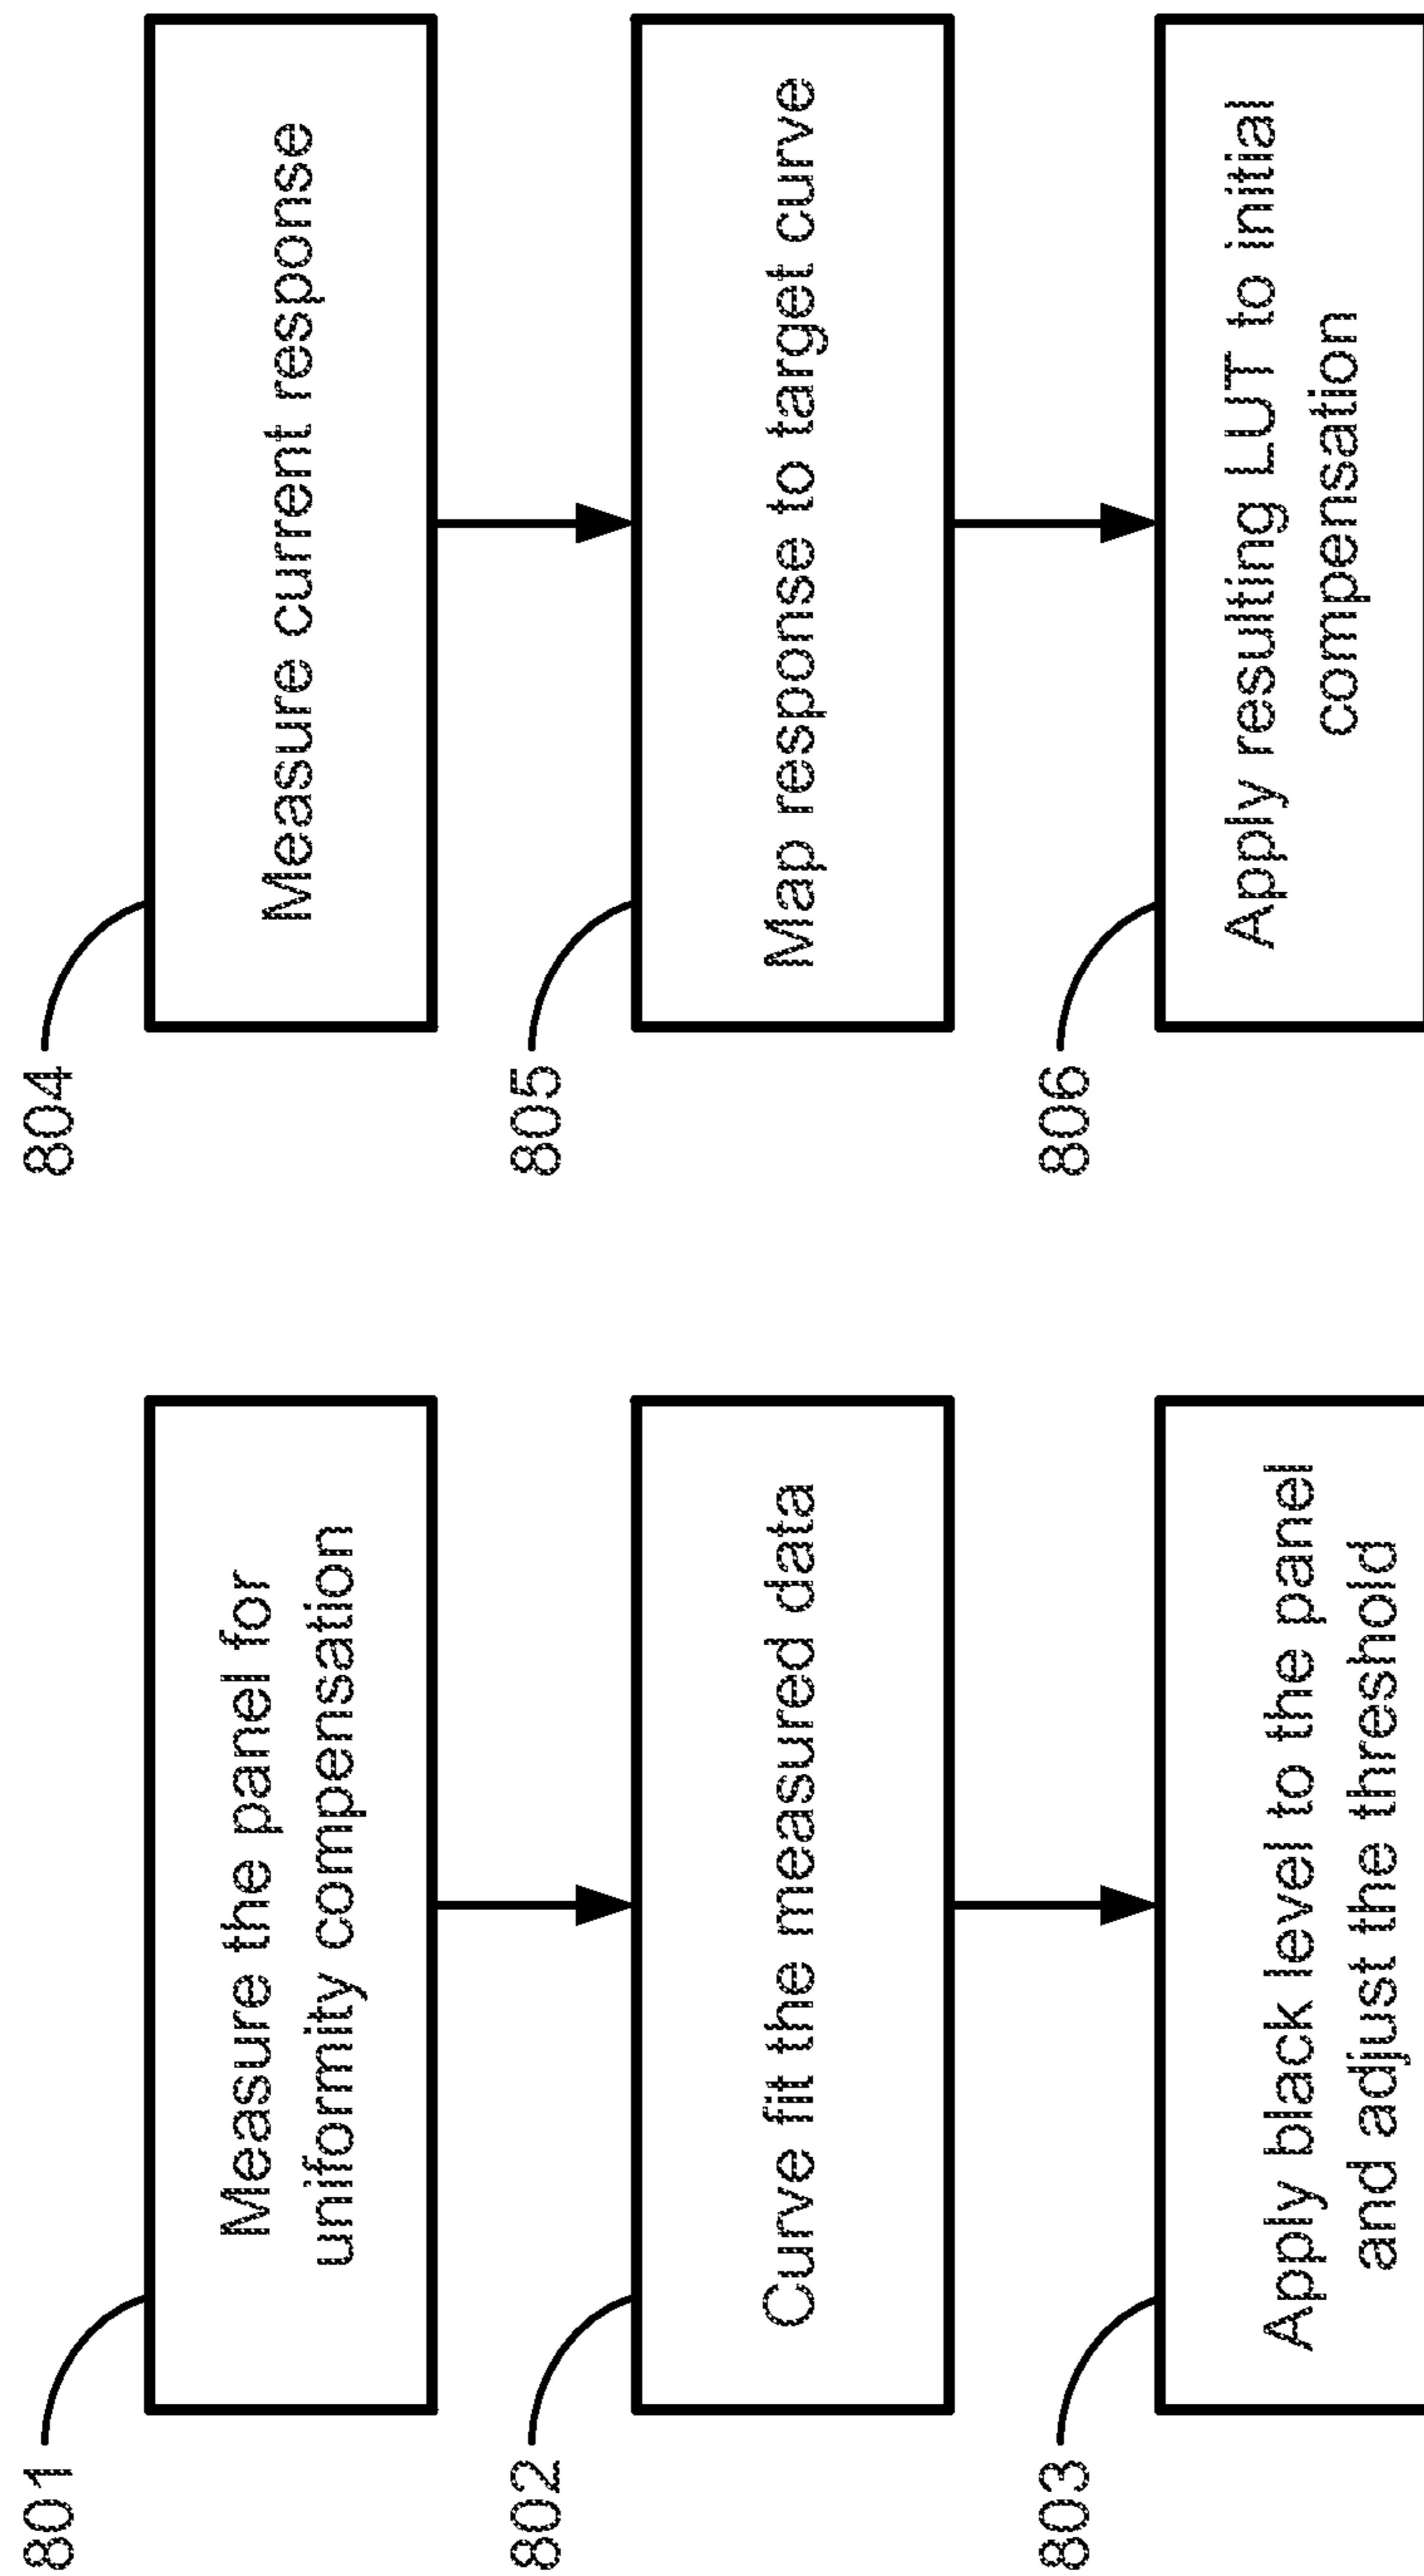 801
Measure the panel for
uniformity compensation
802
Curve fit the measured data
803
Apply black level to the panel
and adjust the threshold
804
Measure current response
805
Map response to target curve
806
Apply resulting LUT to initial
compensation